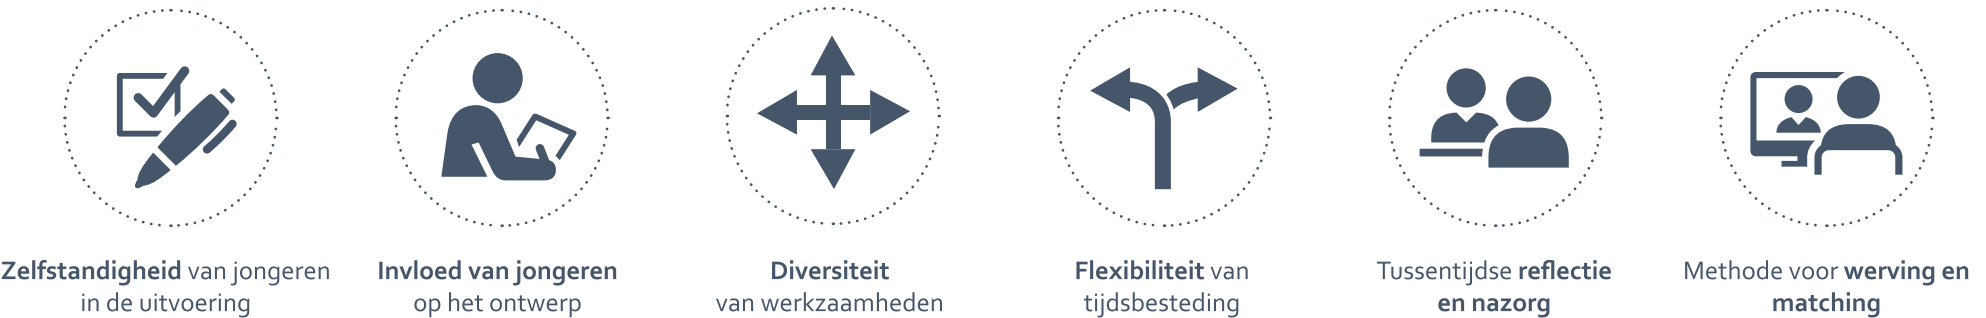 Zelfstandigheid van jongeren
in de uitvoering
Invloed van jongeren
op het ontwerp
Diversiteit
van werkzaamheden
Flexibiliteit van
tijdsbesteding
Tussentijdse reflectie
en nazorg
Methode voor werving en
matching